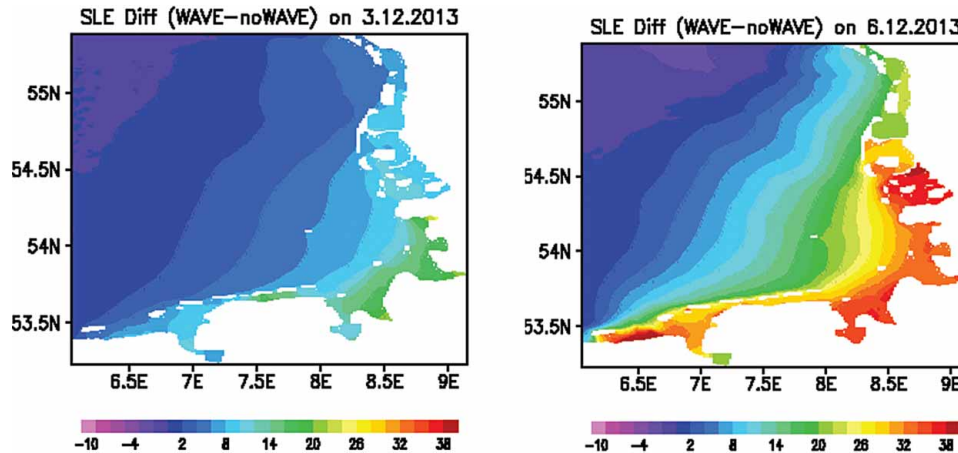 SLE Diff (WAVE-noWAVE) on 3.12.2013
55N
54.5N
54N
53.5N
6.5E 7E 7.5E 8E 8.5E 9E
-10 -4 2 8 14 20 26 32 38
SLE Diff (WAVE-noWAVE) on 6.12.2013
55N
54.5N
54N
53.5N
6.5E 7E 7.5E 8E 8.5E 9E
-10 -4 2 8 14 20 26 32 38